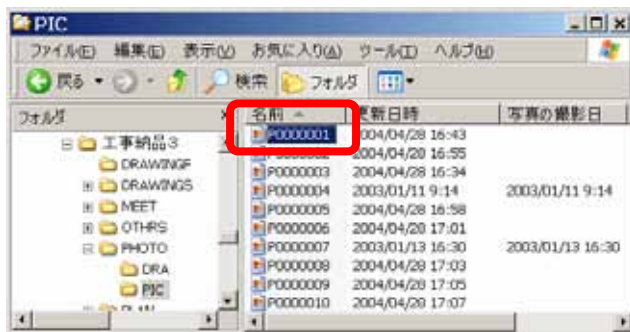 PIC
ファイル(E) 編集(E) 表示(V) お気に入り(A) ツール(T) ヘルプ(H)
戻る 検索 フォルダ
フォルダ ×
工事納品3
DRAWINGF
DRAWINGS
MEET
OTHRS
PHOTO
DRA
PIC
名前 更新日時 写真の撮影日
P0000001 2004/04/28 16:43
P0000002 2004/04/28 16:55
P0000003 2004/04/28 16:34
P0000004 2003/01/11 9:14 2003/01/11 9:14
P0000005 2004/04/28 16:58
P0000006 2004/04/28 17:01
P0000007 2003/01/13 16:30 2003/01/13 16:30
P0000008 2004/04/28 17:03
P0000009 2004/04/28 17:05
P0000010 2004/04/28 17:07